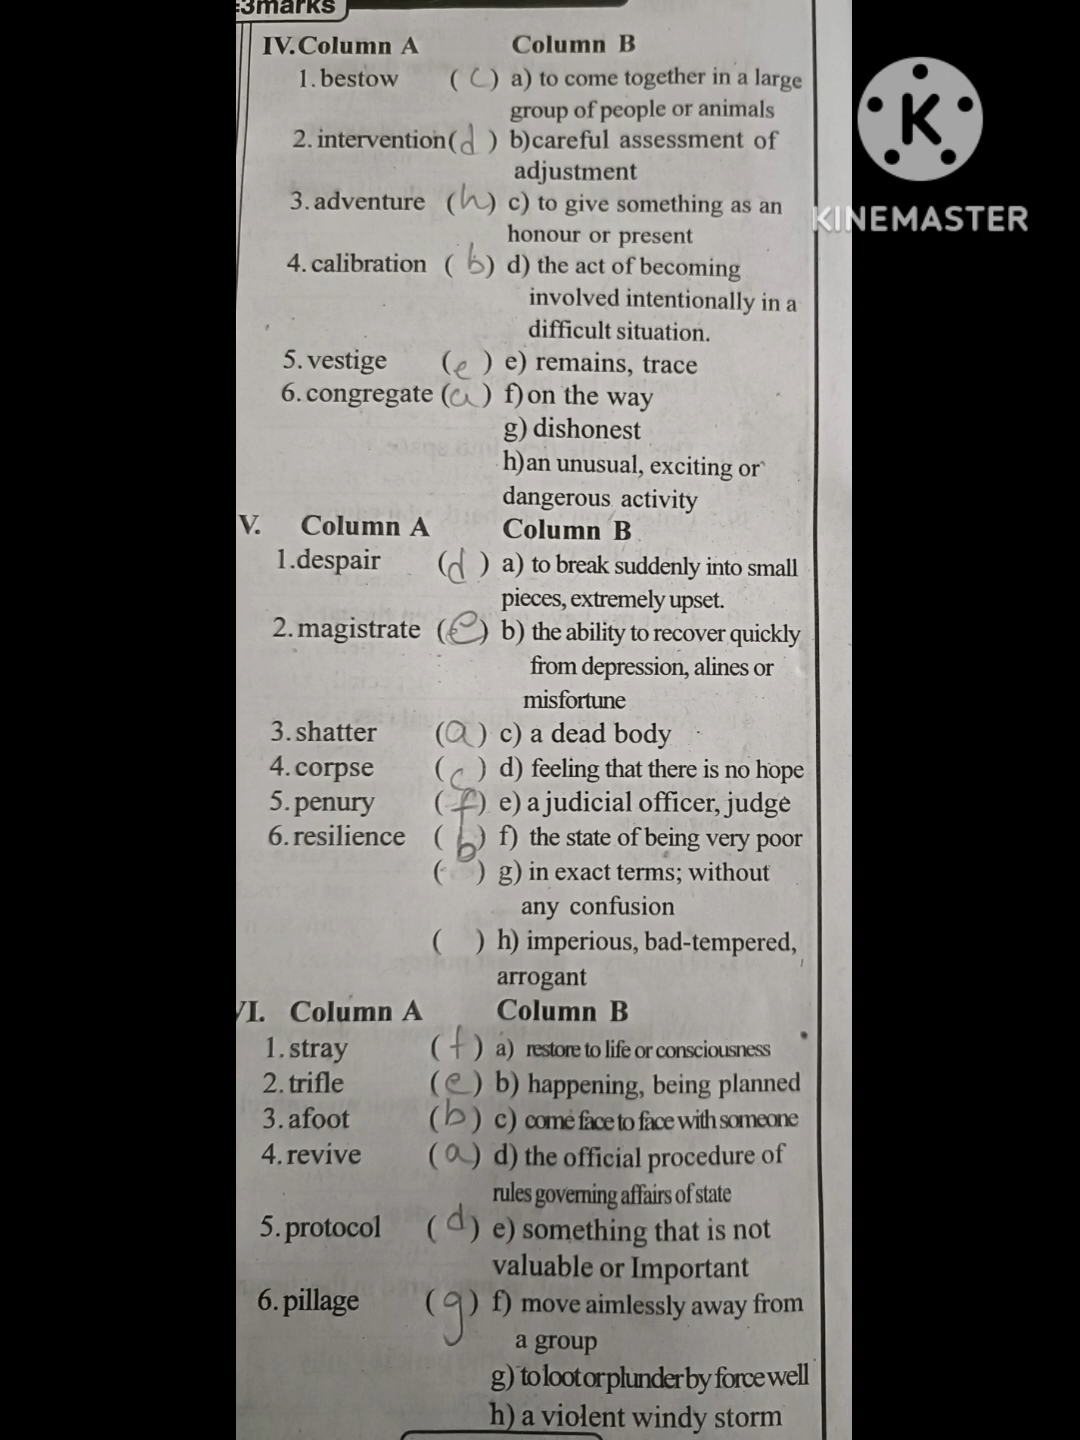 3marks
IV. Column A Column B
1. bestow ( c ) a) to come together in a large
group of people or animals
2. intervention ( d ) b) careful assessment of
adjustment
3. adventure ( h ) c) to give something as an
honour or present
4. calibration ( b ) d) the act of becoming
involved intentionally in a
difficult situation.
5. vestige ( e ) e) remains, trace
6. congregate ( a ) f) on the way
g) dishonest
h) an unusual, exciting or
dangerous activity
V. Column A Column B
1. despair ( d ) a) to break suddenly into small
pieces, extremely upset.
2. magistrate ( e ) b) the ability to recover quickly
from depression, alines or
misfortune
3. shatter ( a ) c) a dead body
4. corpse ( c ) d) feeling that there is no hope
5. penury ( f ) e) a judicial officer, judge
6. resilience ( b ) f) the state of being very poor
( ) g) in exact terms; without
any confusion
( ) h) imperious, bad-tempered,
arrogant
VI. Column A Column B
1. stray ( f ) a) restore to life or consciousness
2. trifle ( e ) b) happening, being planned
3. afoot ( b ) c) come face to face with someone
4. revive ( a ) d) the official procedure of
rules governing affairs of state
5. protocol ( d ) e) something that is not
valuable or Important
6. pillage ( g ) f) move aimlessly away from
a group
g) to loot or plunder by force well
h) a violent windy storm
K
KINEMASTER